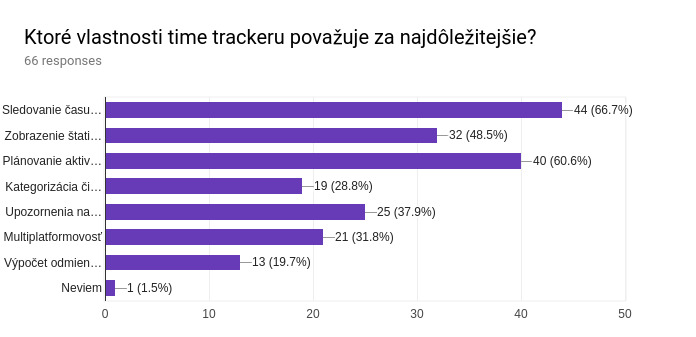 Ktoré vlastnosti time trackeru považuje za najdôležitejšie?
66 responses
Sledovanie času… 44 (66.7%)
Zobrazenie štati… 32 (48.5%)
Plánovanie aktiv… 40 (60.6%)
Kategorizácia či… 19 (28.8%)
Upozornenia na… 25 (37.9%)
Multiplatformovosť 21 (31.8%)
Výpočet odmien… 13 (19.7%)
Neviem 1 (1.5%)
0 10 20 30 40 50